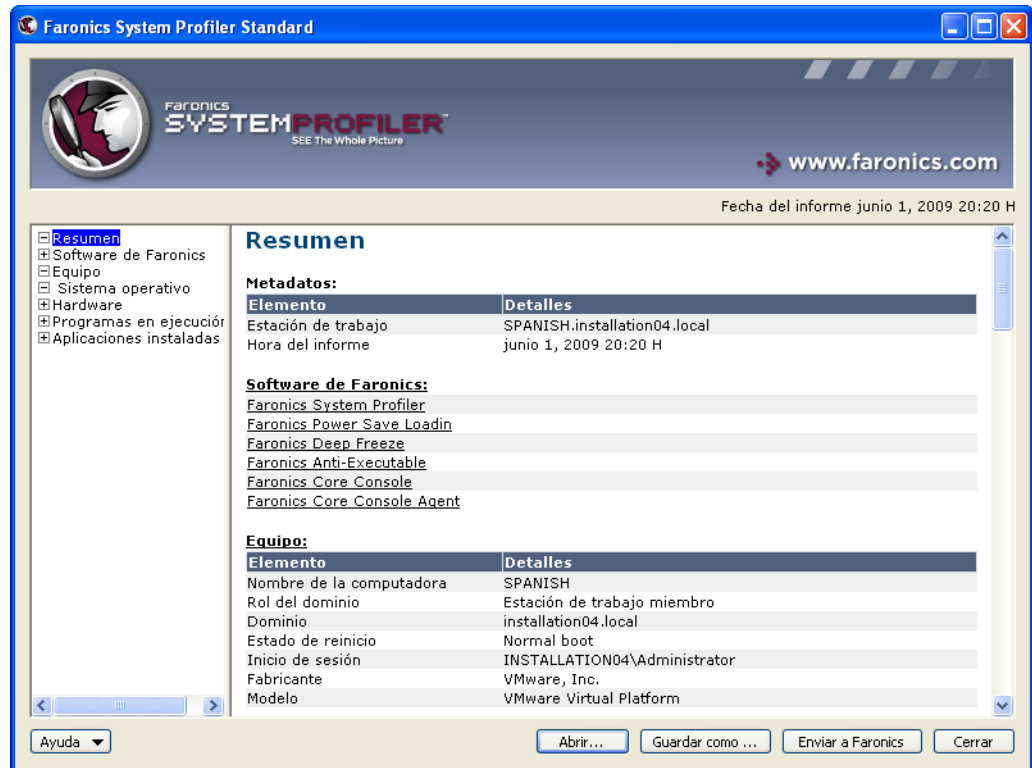 Faronics System Profiler Standard
Faronics
SYSTEMPROFILER™
SEE The Whole Picture
www.faronics.com
Fecha del informe junio 1, 2009 20:20 H
Resumen
Software de Faronics
Equipo
Sistema operativo
Hardware
Programas en ejecución
Aplicaciones instaladas
Resumen
Metadatos:
Elemento Detalles
Estación de trabajo SPANISH.installation04.local
Hora del informe junio 1, 2009 20:20 H
Software de Faronics:
Faronics System Profiler
Faronics Power Save Loadin
Faronics Deep Freeze
Faronics Anti-Executable
Faronics Core Console
Faronics Core Console Agent
Equipo:
Elemento Detalles
Nombre de la computadora SPANISH
Rol del dominio Estación de trabajo miembro
Dominio installation04.local
Estado de reinicio Normal boot
Inicio de sesión INSTALLATION04\Administrator
Fabricante VMware, Inc.
Modelo VMware Virtual Platform
Ayuda Abrir... Guardar como ... Enviar a Faronics Cerrar